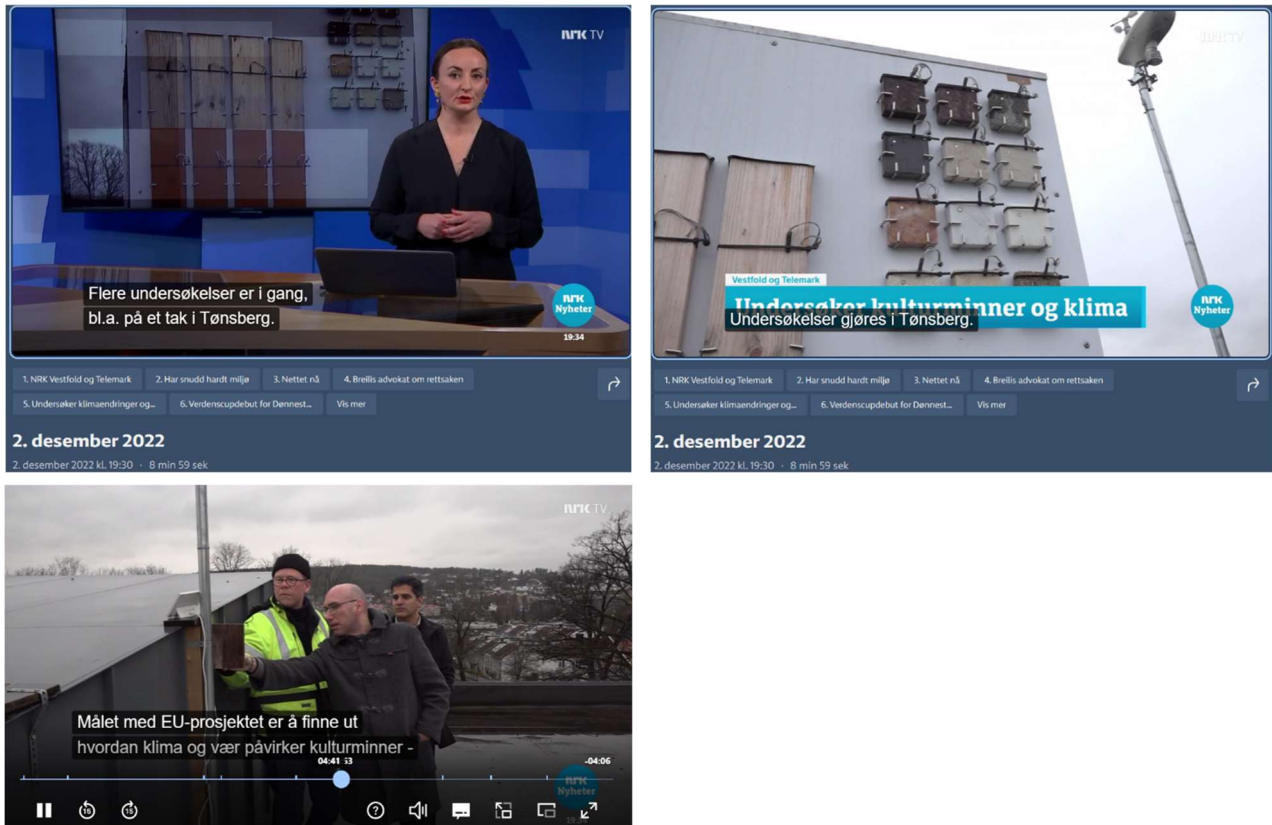 NRK TV
Flere undersøkelser er i gang,
bl.a. på et tak i Tønsberg.
NRK
Nyheter
19:34
1. NRK Vestfold og Telemark
2. Har snudd hardt miljø
3. Nettet nå
4. Breilis advokat om rettsaken
5. Undersøker klimaendringer og...
6. Verdenscupdebut for Dønnest...
Vis mer
2. desember 2022
2. desember 2022 kl. 19:30 · 8 min 59 sek
NRK TV
Vestfold og Telemark
Undersøker kulturminner og klima
Undersøkelser gjøres i Tønsberg.
NRK
Nyheter
1. NRK Vestfold og Telemark
2. Har snudd hardt miljø
3. Nettet nå
4. Breilis advokat om rettsaken
5. Undersøker klimaendringer og...
6. Verdenscupdebut for Dønnest...
Vis mer
2. desember 2022
2. desember 2022 kl. 19:30 · 8 min 59 sek
NRK TV
Målet med EU-prosjektet er å finne ut
hvordan klima og vær påvirker kulturminner -
04:41
-04:06
NRK
Nyheter
19:34
15
15
?